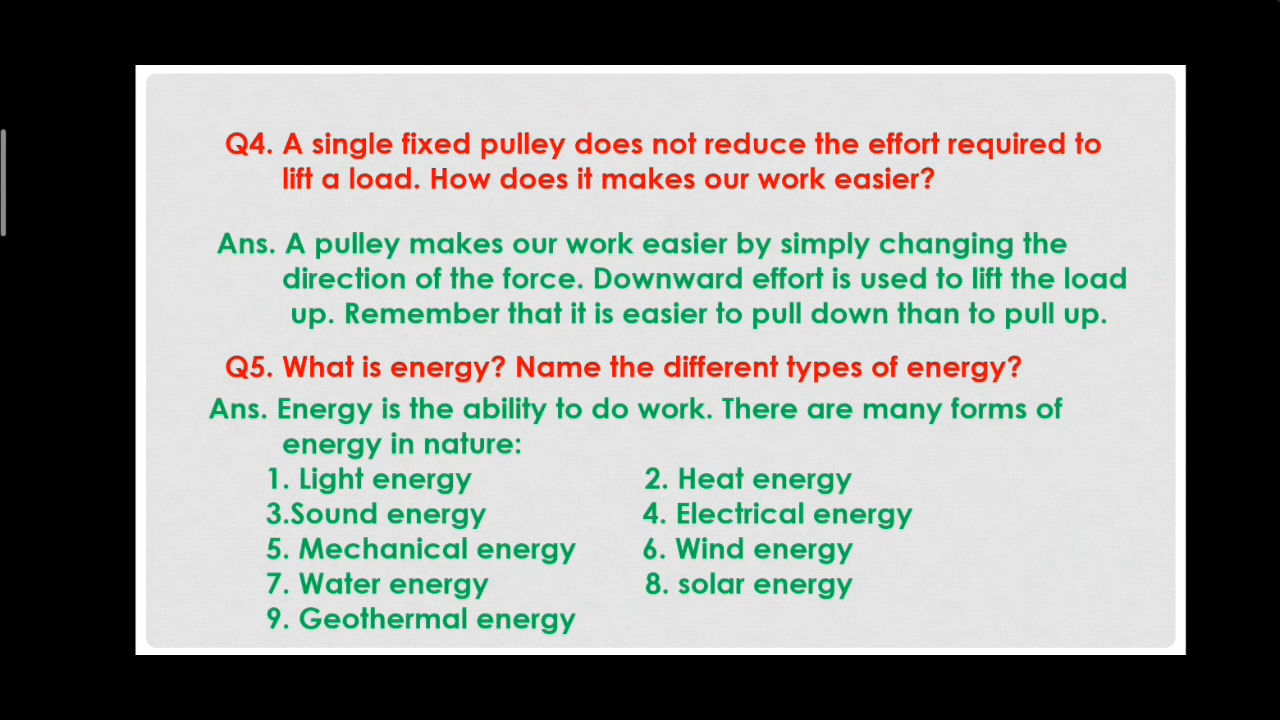 Q4. A single fixed pulley does not reduce the effort required to
lift a load. How does it makes our work easier?
Ans. A pulley makes our work easier by simply changing the
direction of the force. Downward effort is used to lift the load
up. Remember that it is easier to pull down than to pull up.
Q5. What is energy? Name the different types of energy?
Ans. Energy is the ability to do work. There are many forms of
energy in nature:
1. Light energy 2. Heat energy
3.Sound energy 4. Electrical energy
5. Mechanical energy 6. Wind energy
7. Water energy 8. solar energy
9. Geothermal energy